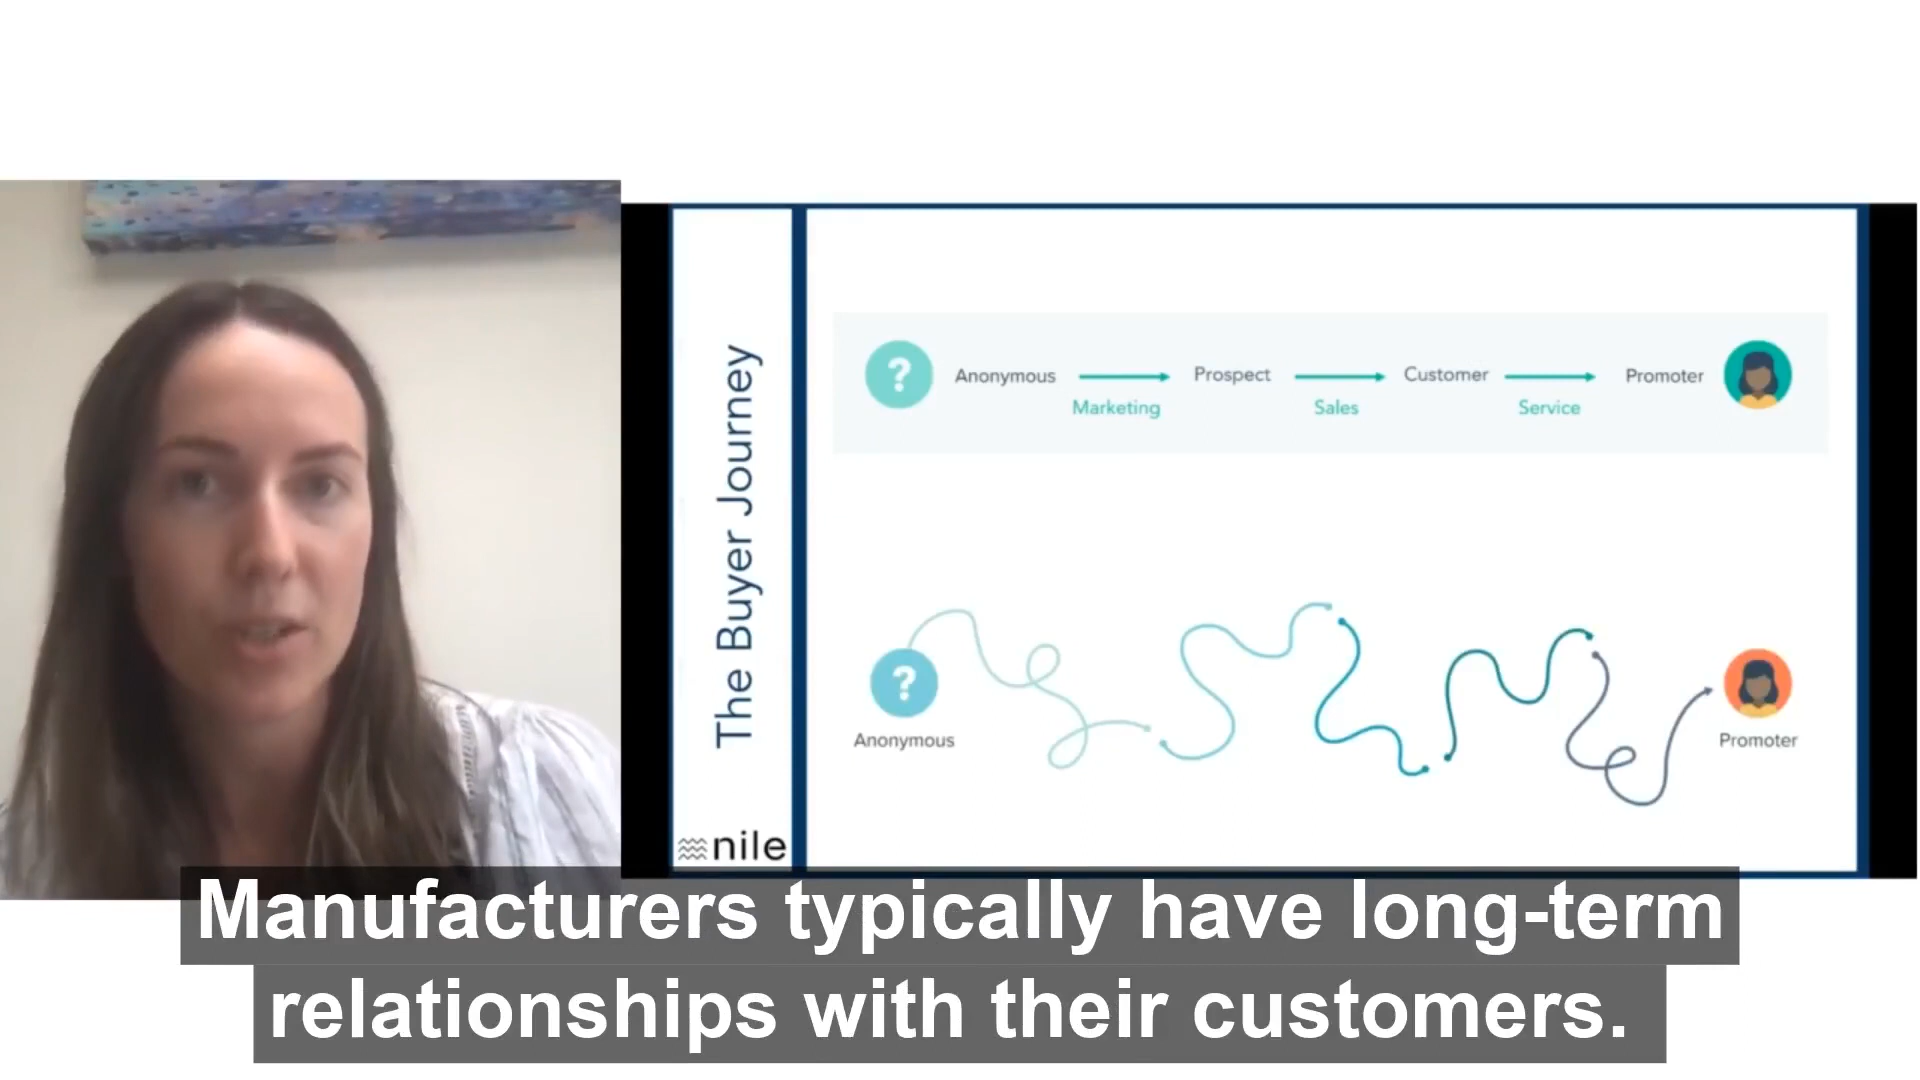 The Buyer Journey
nile
? Anonymous Prospect Customer Promoter
Marketing Sales Service
?
Anonymous Promoter
Manufacturers typically have long-term
relationships with their customers.